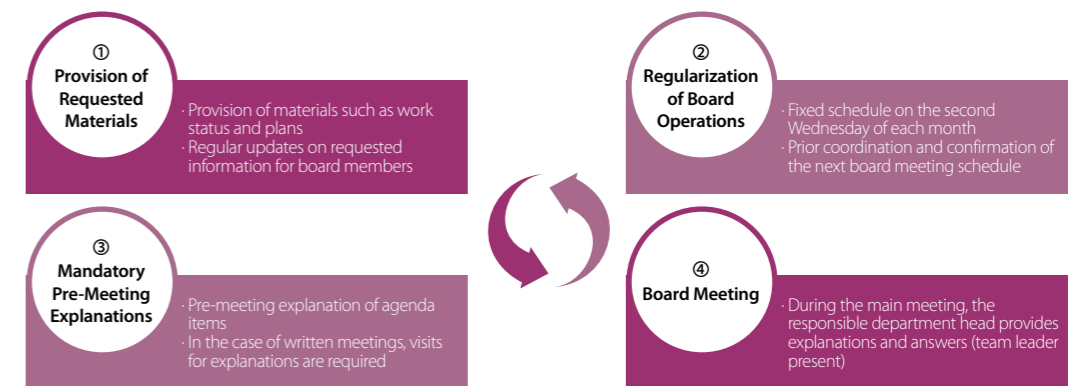 ①
Provision of
Requested
Materials
· Provision of materials such as work
status and plans
· Regular updates on requested
information for board members
②
Regularization
of Board
Operations
· Fixed schedule on the second
Wednesday of each month
· Prior coordination and confirmation of
the next board meeting schedule
③
Mandatory
Pre-Meeting
Explanations
· Pre-meeting explanation of agenda
items
· In the case of written meetings, visits
for explanations are required
④
Board Meeting
· During the main meeting, the
responsible department head provides
explanations and answers (team leader
present)